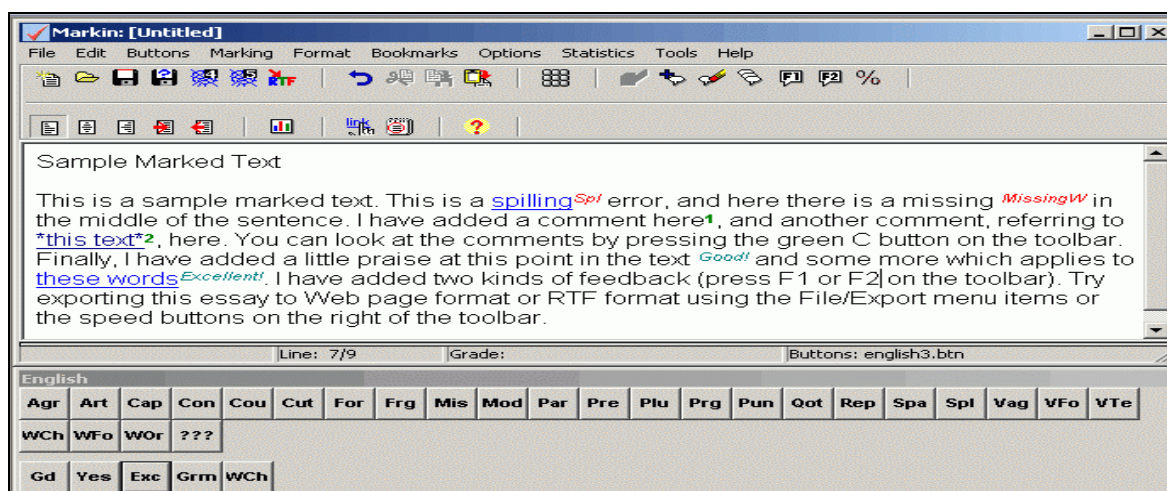 Markin: [Untitled]
File Edit Buttons Marking Format Bookmarks Options Statistics Tools Help
RTF F1 F2 %
link ?
Sample Marked Text
This is a sample marked text. This is a spilling Spl error, and here there is a missing MissingW in
the middle of the sentence. I have added a comment here1, and another comment, referring to
*this text*2, here. You can look at the comments by pressing the green C button on the toolbar.
Finally, I have added a little praise at this point in the text Good! and some more which applies to
these words Excellent!. I have added two kinds of feedback (press F1 or F2 on the toolbar). Try
exporting this essay to Web page format or RTF format using the File/Export menu items or
the speed buttons on the right of the toolbar.
Line: 7/9 Grade: Buttons: english3.btn
English
Agr Art Cap Con Cou Cut For Frg Mis Mod Par Pre Plu Prg Pun Qot Rep Spa Spl Vag VFo VTe
WCh WFo WOr ???
Gd Yes Exc Grm WCh